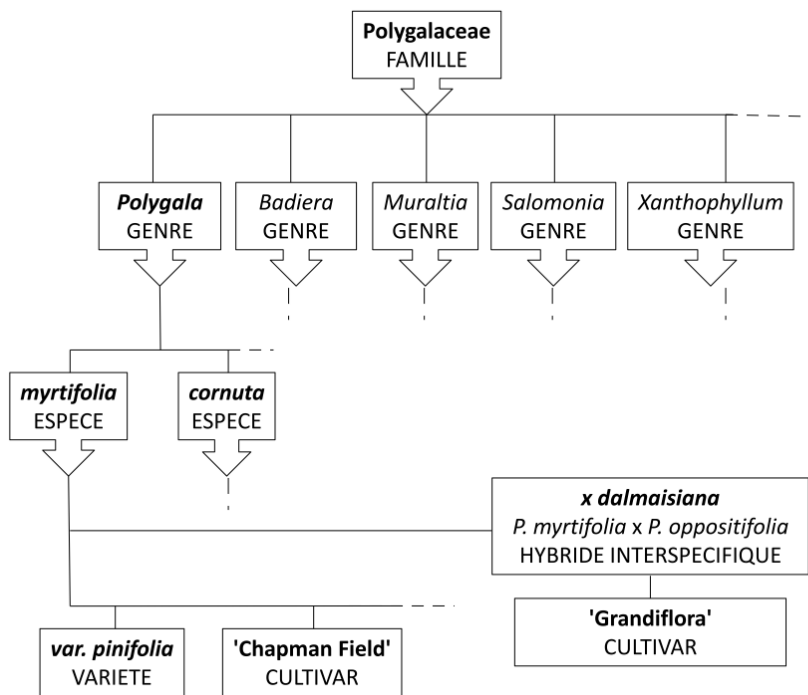 Polygalaceae
FAMILLE
Polygala
GENRE
Badiera
GENRE
Muraltia
GENRE
Salomonia
GENRE
Xanthophyllum
GENRE
myrtifolia
ESPECE
cornuta
ESPECE
x dalmaisiana
P. myrtifolia x P. oppositifolia
HYBRIDE INTERSPECIFIQUE
'Grandiflora'
CULTIVAR
var. pinifolia
VARIETE
'Chapman Field'
CULTIVAR